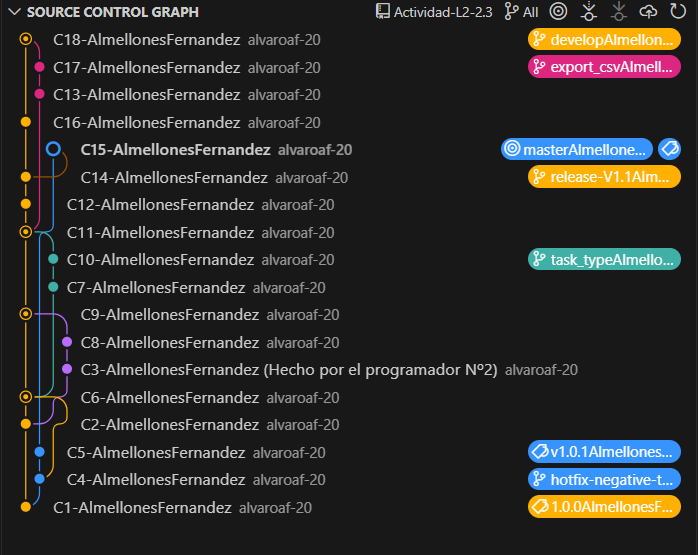 SOURCE CONTROL GRAPH Actividad-L2-2.3 All
C18-AlmellonesFernandez alvaroaf-20 developAlmellon...
C17-AlmellonesFernandez alvaroaf-20 export_csvAlmell...
C13-AlmellonesFernandez alvaroaf-20
C16-AlmellonesFernandez alvaroaf-20
C15-AlmellonesFernandez alvaroaf-20 masterAlmellone...
C14-AlmellonesFernandez alvaroaf-20 release-V1.1Alm...
C12-AlmellonesFernandez alvaroaf-20
C11-AlmellonesFernandez alvaroaf-20
C10-AlmellonesFernandez alvaroaf-20 task_typeAlmello...
C7-AlmellonesFernandez alvaroaf-20
C9-AlmellonesFernandez alvaroaf-20
C8-AlmellonesFernandez alvaroaf-20
C3-AlmellonesFernandez (Hecho por el programador Nº2) alvaroaf-20
C6-AlmellonesFernandez alvaroaf-20
C2-AlmellonesFernandez alvaroaf-20
C5-AlmellonesFernandez alvaroaf-20 v1.0.1Almellones...
C4-AlmellonesFernandez alvaroaf-20 hotfix-negative-t...
C1-AlmellonesFernandez alvaroaf-20 1.0.0AlmellonesF...